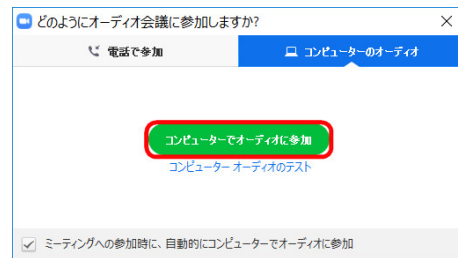 どのようにオーディオ会議に参加しますか?
電話で参加
コンピューターのオーディオ
コンピューターでオーディオに参加
コンピューター オーディオのテスト
ミーティングへの参加時に、自動的にコンピューターでオーディオに参加